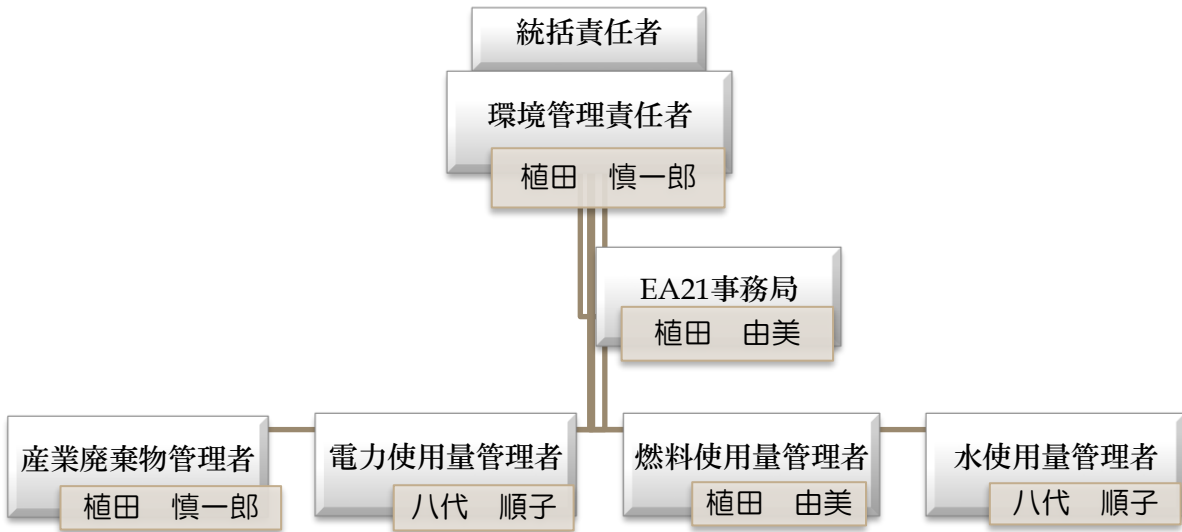 統括責任者
環境管理責任者
植田　慎一郎
EA21事務局
植田　由美
産業廃棄物管理者
植田　慎一郎
電力使用量管理者
八代　順子
燃料使用量管理者
植田　由美
水使用量管理者
八代　順子